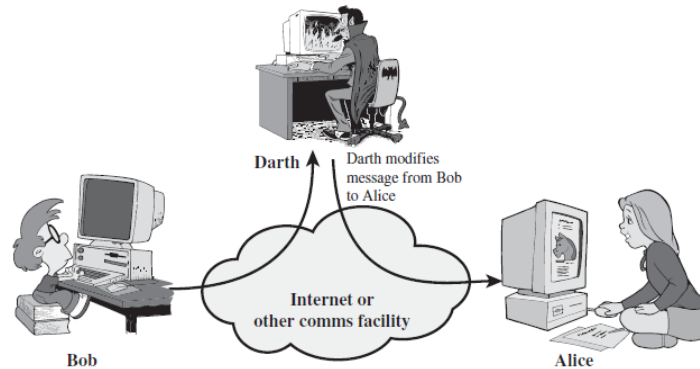 Darth
Darth modifies
message from Bob
to Alice
Internet or
other comms facility
Bob
Alice